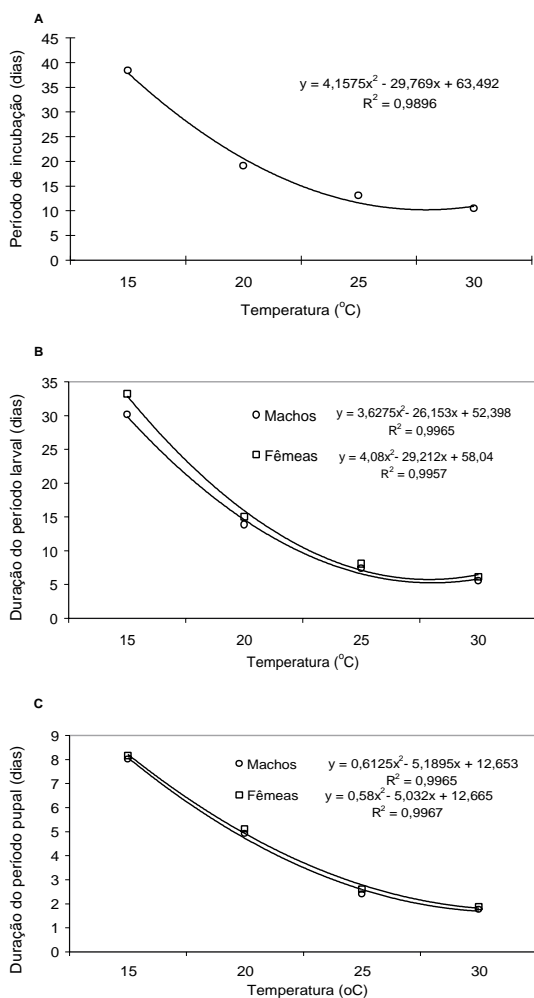 A
45
40
35
30
25
20
15
10
5
0
Período de incubação (dias)
y = 4,1575x² - 29,769x + 63,492
R² = 0,9896
15 20 25 30
Temperatura (°C)
B
35
30
25
20
15
10
5
0
Duração do período larval (dias)
Machos y = 3,6275x²- 26,153x + 52,398
R² = 0,9965
Fêmeas y = 4,08x²- 29,212x + 58,04
R² = 0,9957
15 20 25 30
Temperatura (°C)
C
9
8
7
6
5
4
3
2
1
0
Duração do período pupal (dias)
Machos y = 0,6125x²- 5,1895x + 12,653
R² = 0,9965
Fêmeas y = 0,58x²- 5,032x + 12,665
R² = 0,9967
15 20 25 30
Temperatura (oC)